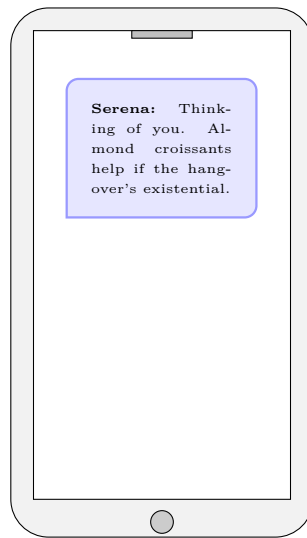 Serena: Think-
ing of you. Al-
mond croissants
help if the hang-
over's existential.